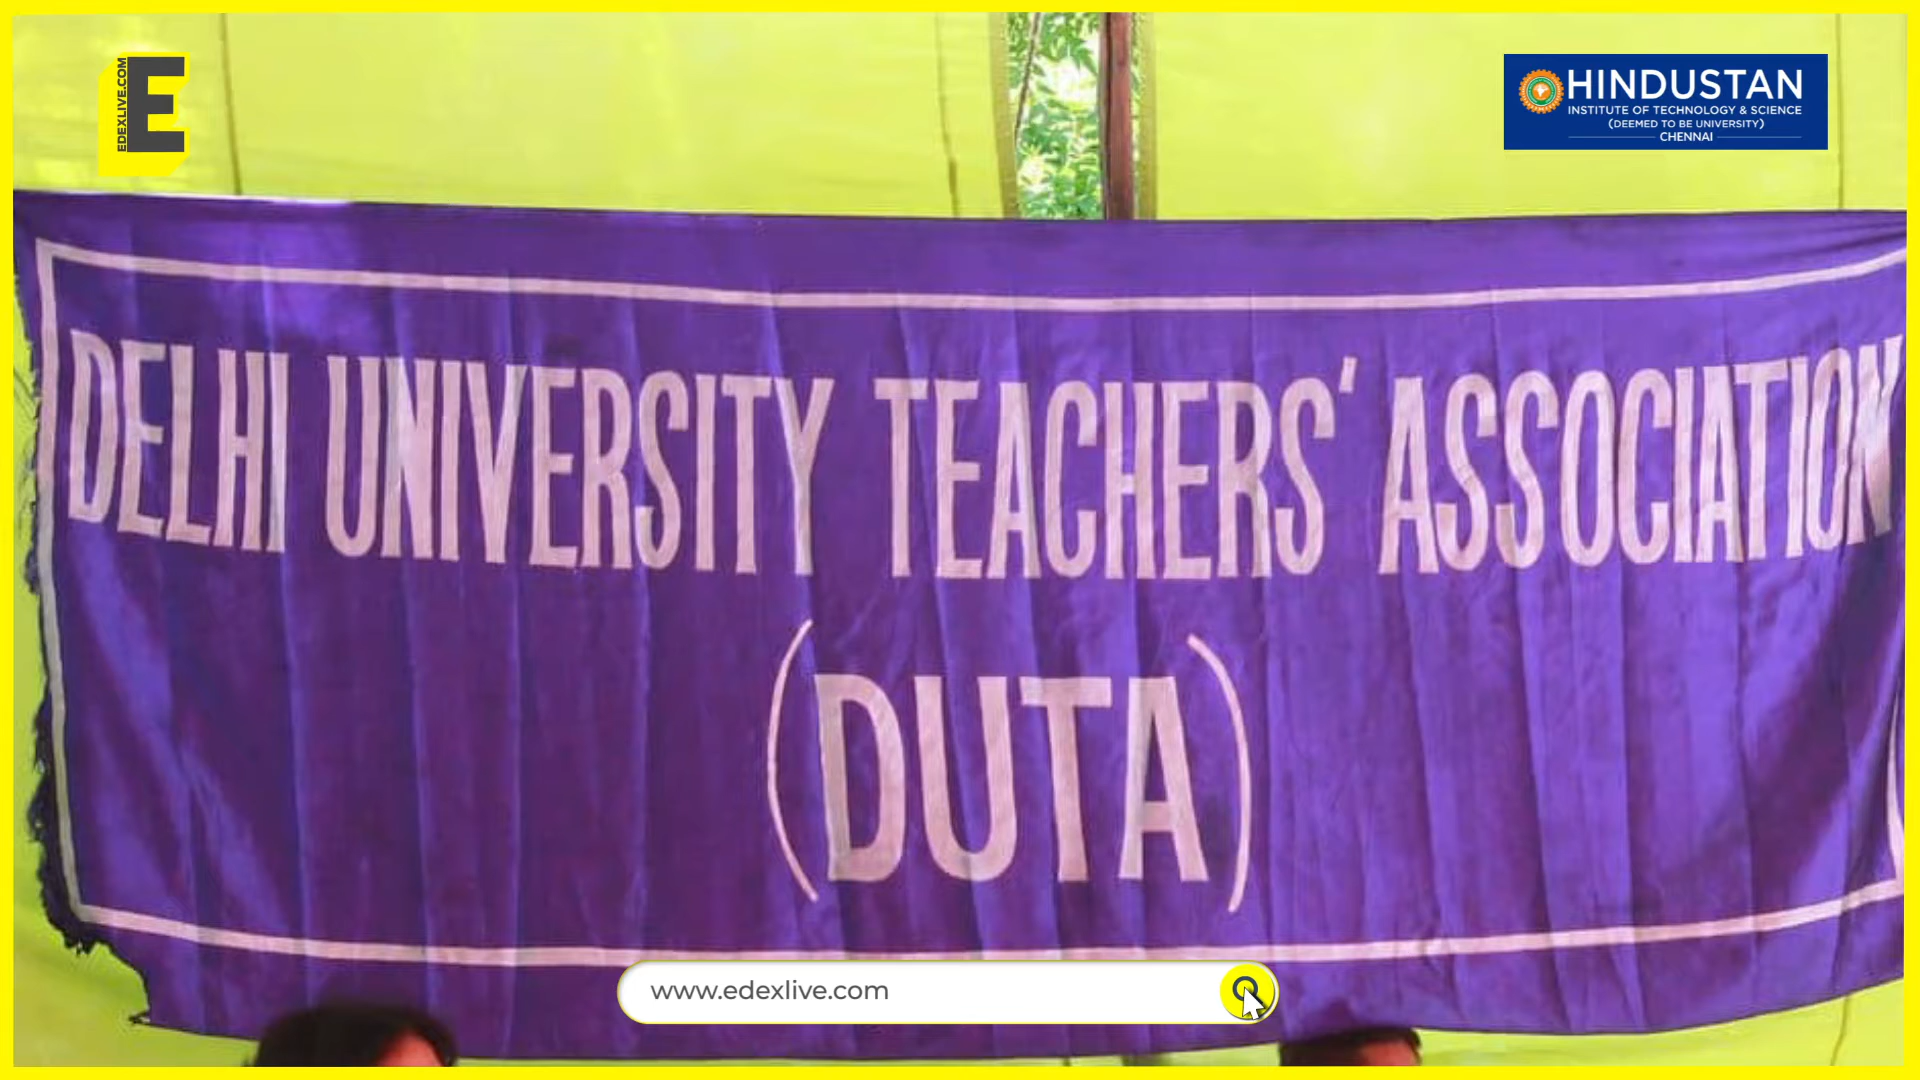 EDEXLIVE.COM
E
HINDUSTAN
INSTITUTE OF TECHNOLOGY & SCIENCE
(DEEMED TO BE UNIVERSITY)
CHENNAI
DELHI UNIVERSITY TEACHERS' ASSOCIATION
(DUTA)
www.edexlive.com